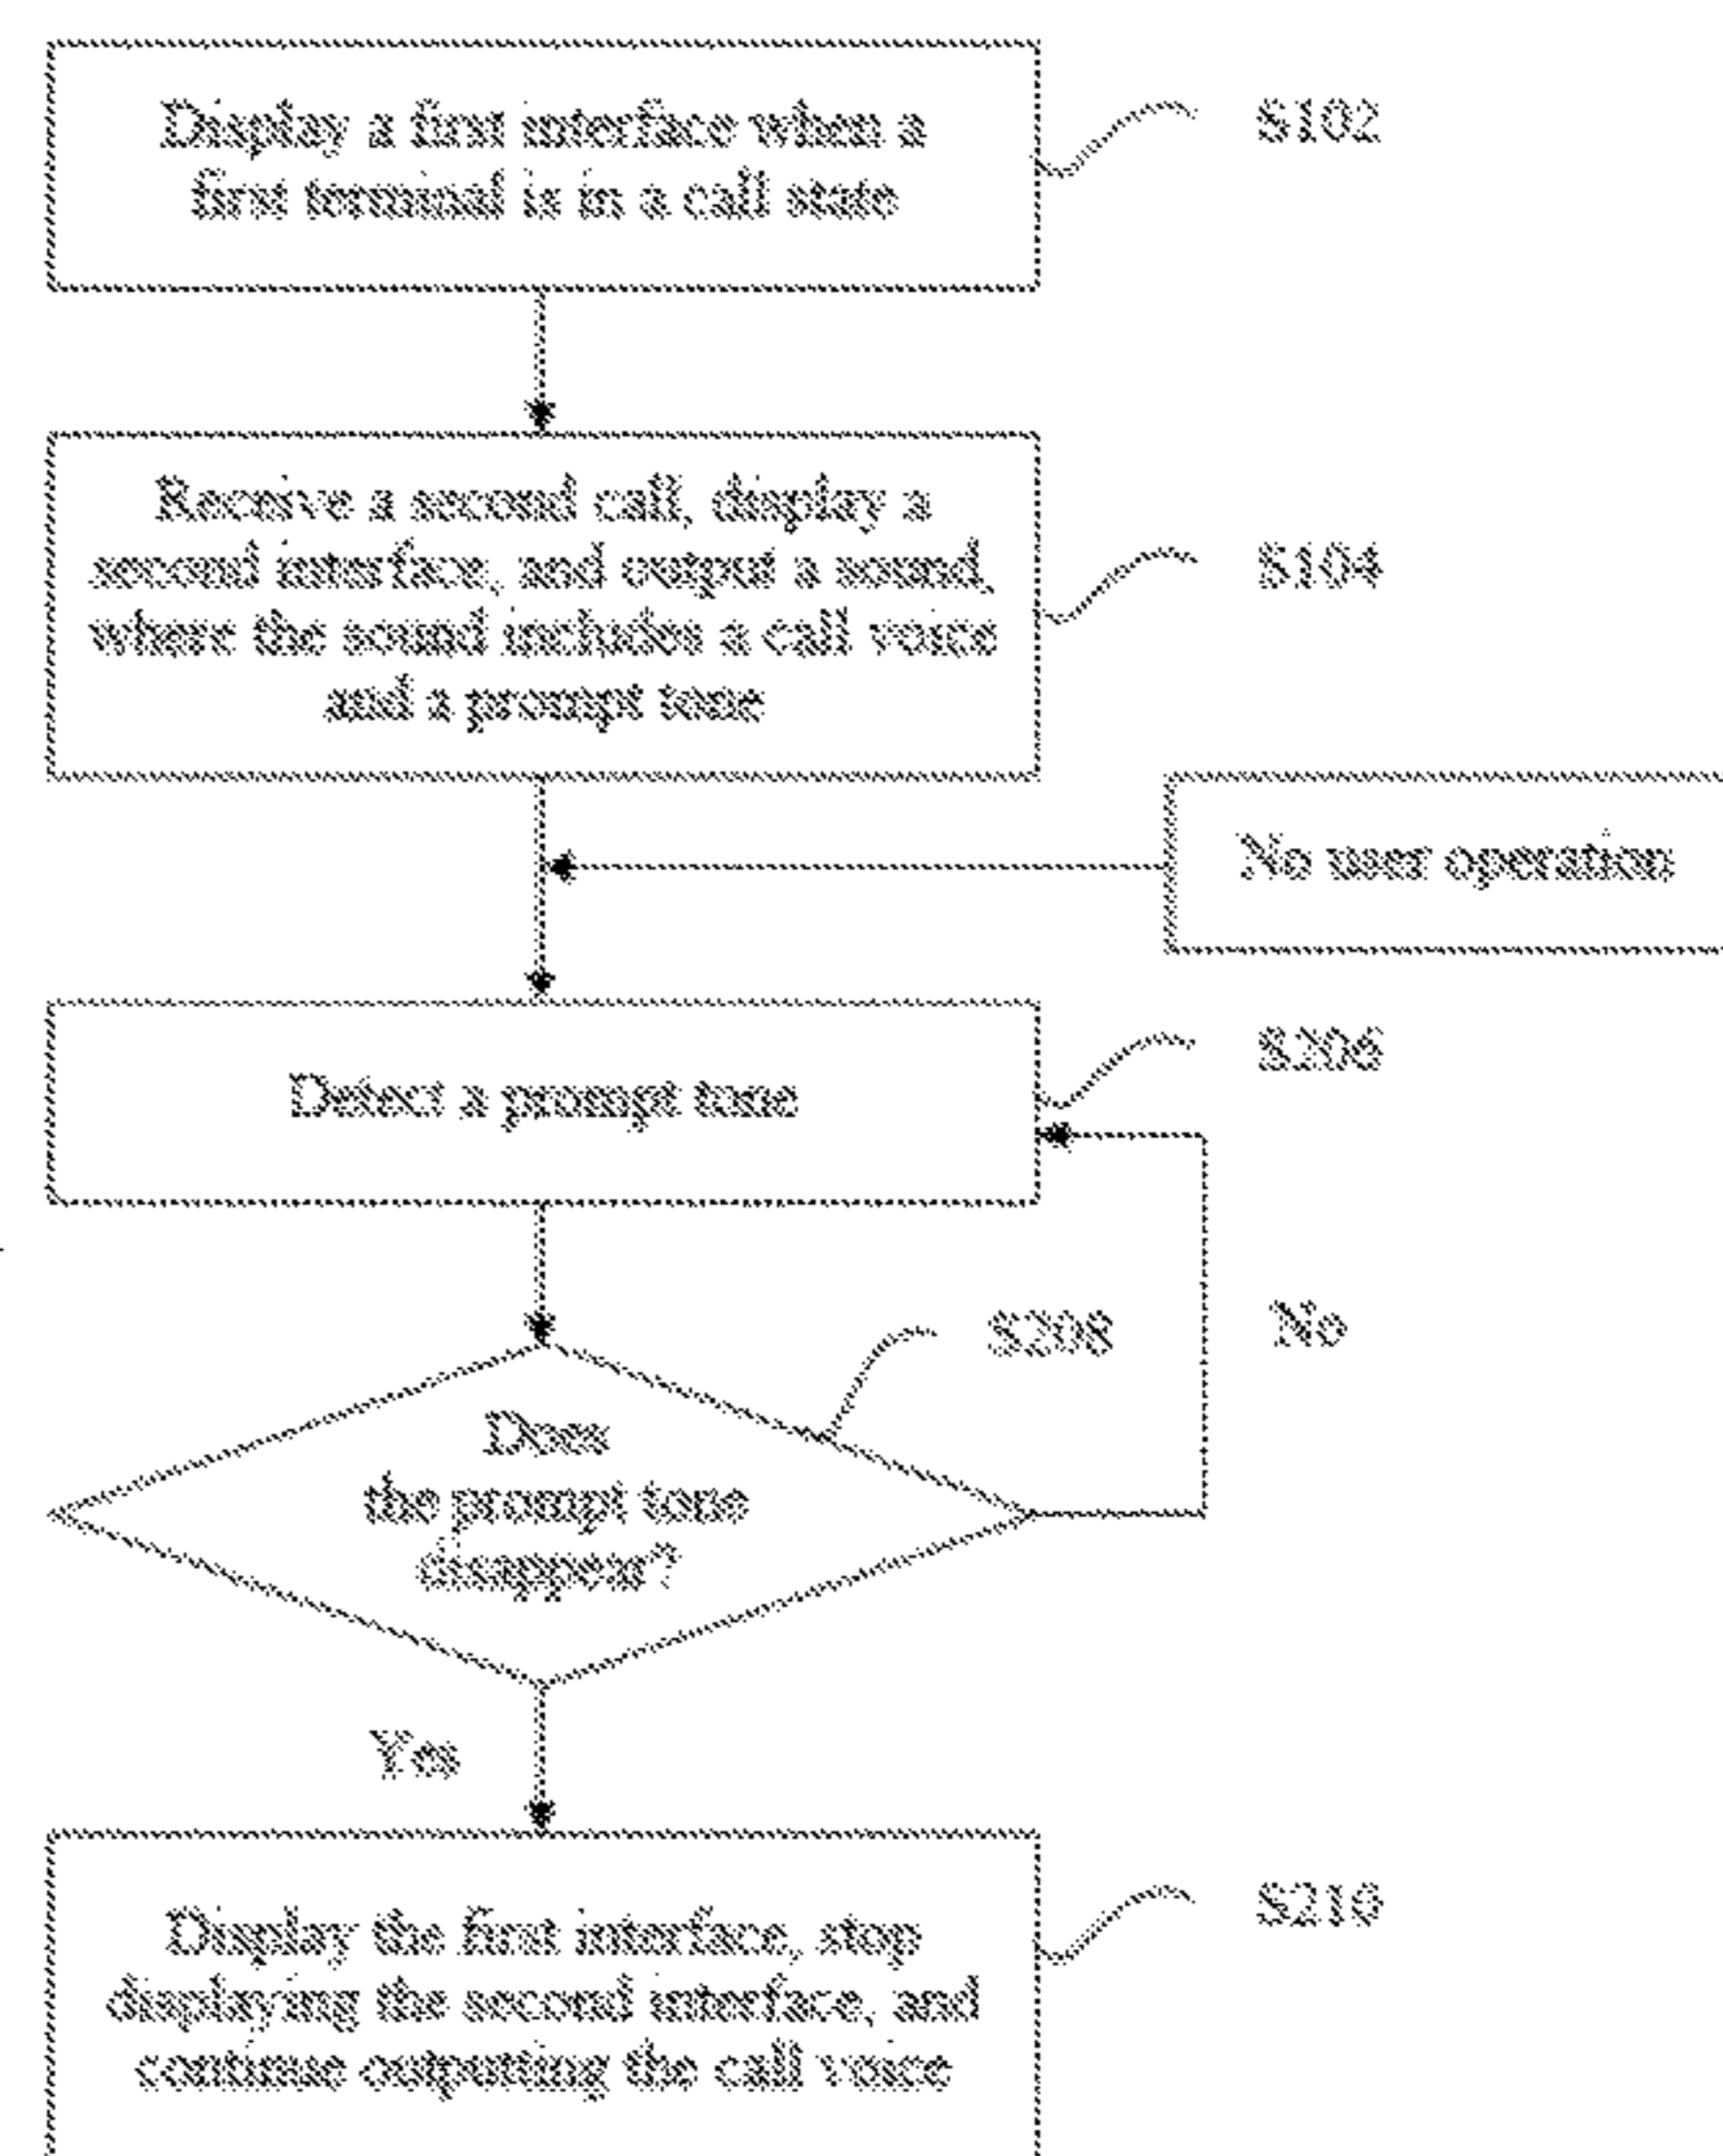 Display a first interface when a
first terminal is in a call state
S102
Receive a second call, display a
second interface, and output a sound,
where the sound includes a call voice
and a prompt tone
S104
No user operation
Detect a prompt tone
S206
Does
the prompt tone
disappear?
S208
No
Yes
Display the first interface, stop
displaying the second interface, and
continue outputting the call voice
S210